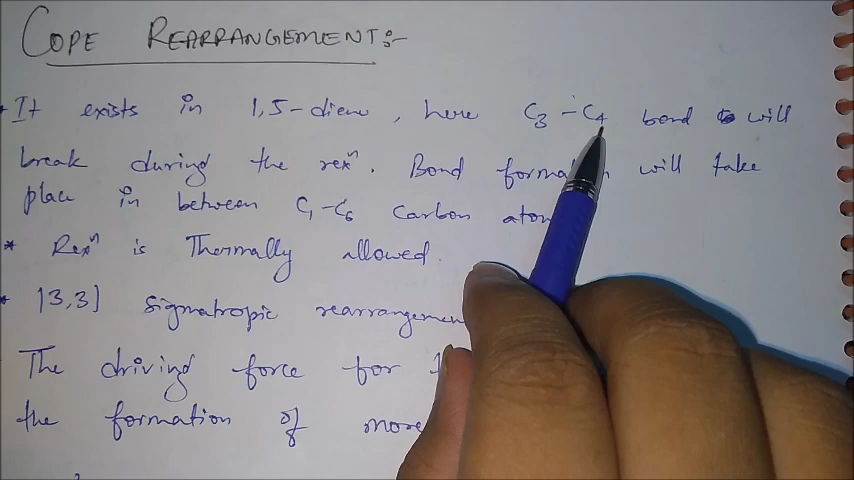 COPE REARRANGEMENT:-
• It exists in 1,5-diene, here C3-C4 bond will
break during the rexn. Bond formation will take
place in between C1-C6 carbon atom
* Rexn is Thermally allowed.
• [3,3] sigmatropic rearrangemen
The driving force for
the formation of more